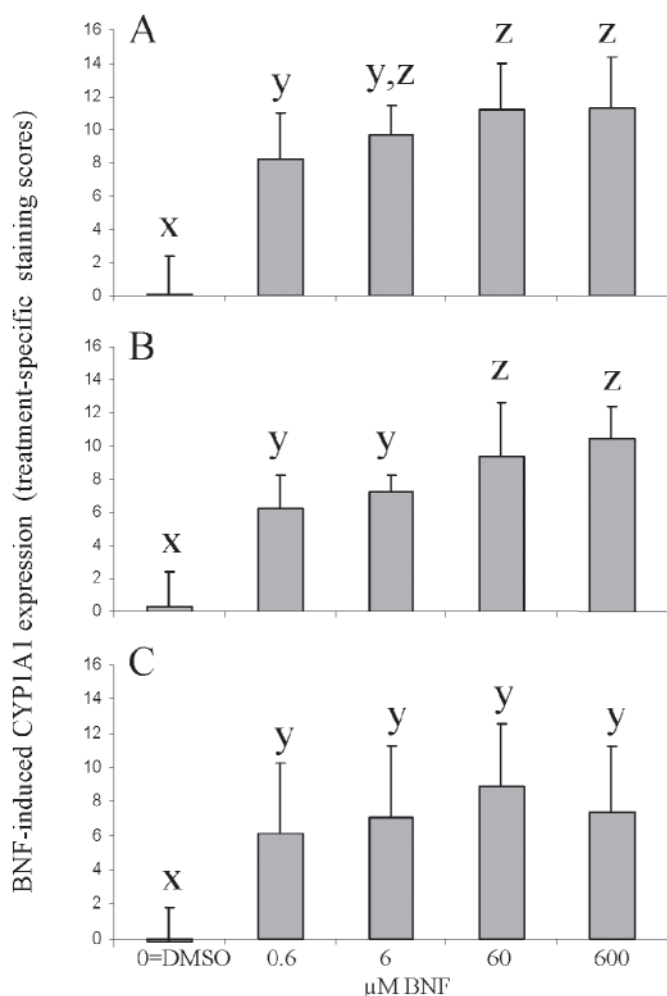 BNF-induced CYP1A1 expression (treatment-specific staining scores)
A
16
14
12
10
8
6
4
2
0
x
y
y,z
z
z
B
16
14
12
10
8
6
4
2
0
x
y
y
z
z
C
16
14
12
10
8
6
4
2
0
x
y
y
y
y
0=DMSO 0.6 6 60 600
µM BNF